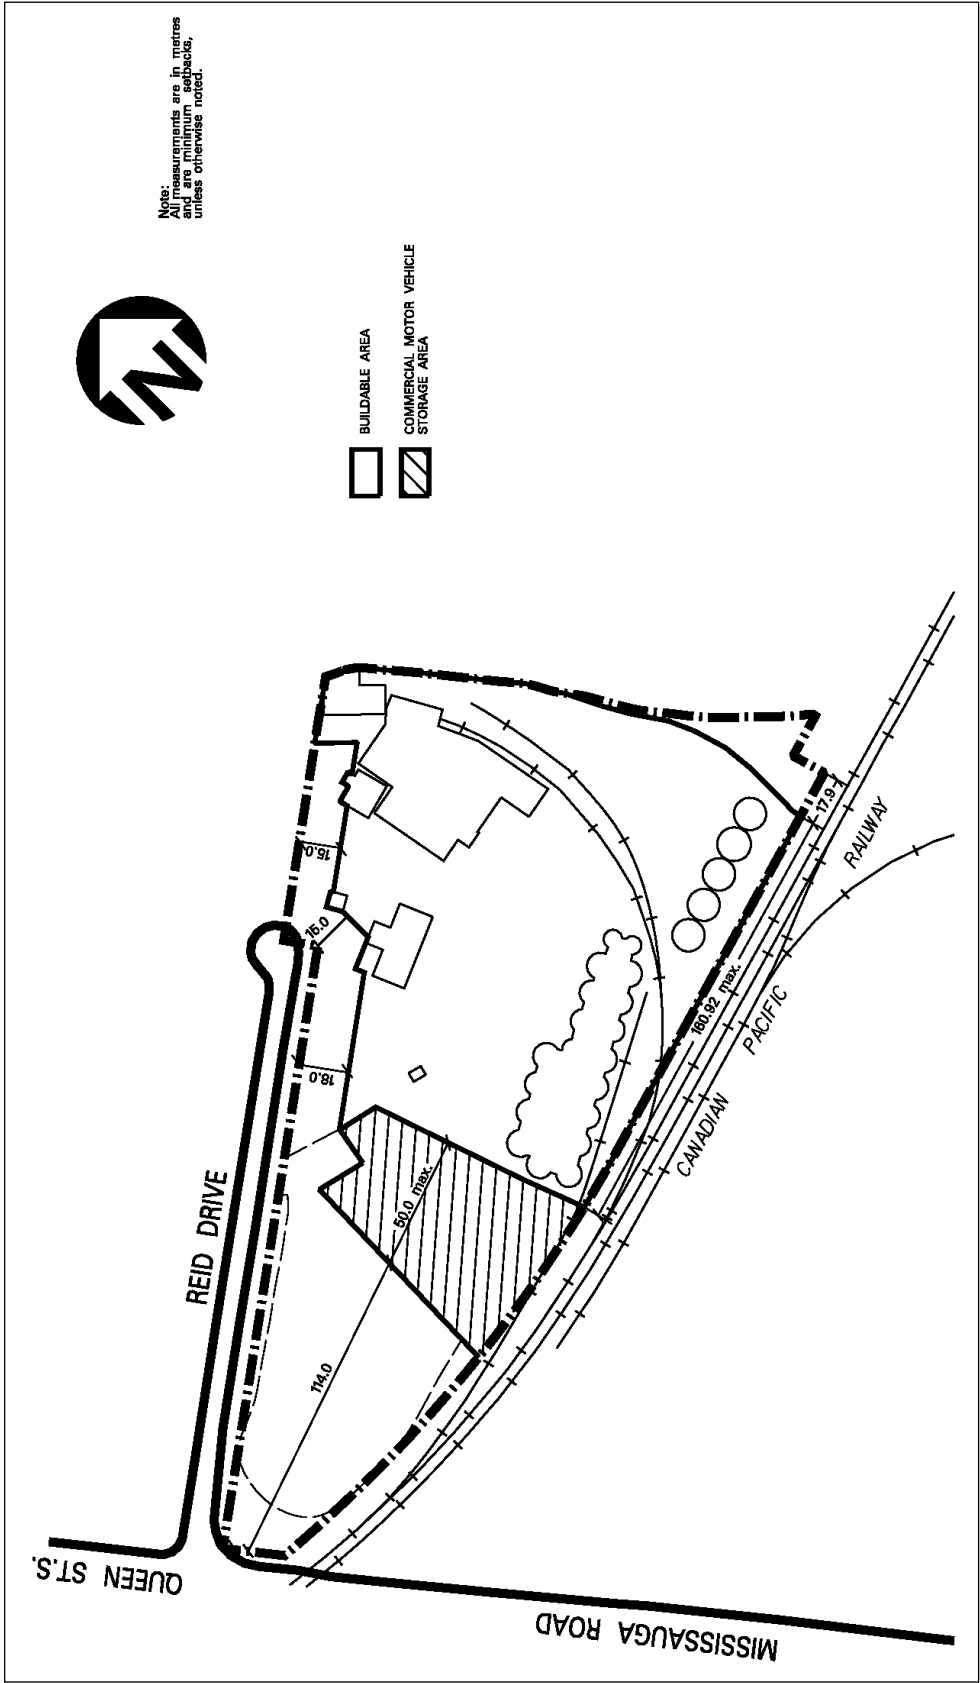 Note:
All measurements are in metres
and are minimum setbacks,
unless otherwise noted.
N
BUILDABLE AREA
COMMERCIAL MOTOR VEHICLE
STORAGE AREA
REID DRIVE
QUEEN ST.S.
MISSISSAUGA ROAD
CANADIAN PACIFIC RAILWAY
15.0
15.0
18.0
50.0 max.
114.0
160.92 max.
17.9